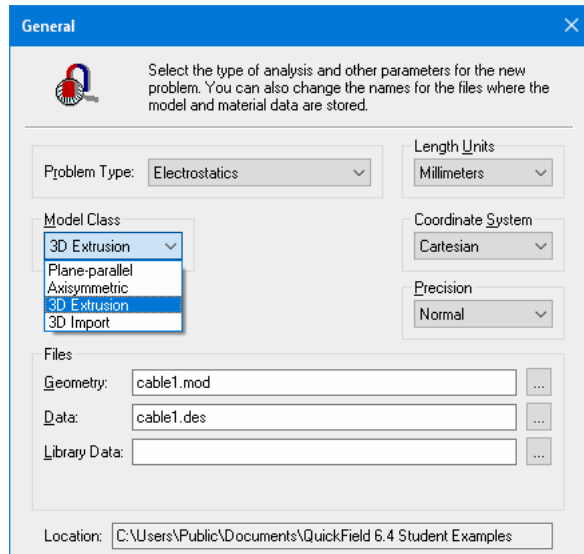 General
Select the type of analysis and other parameters for the new
problem. You can also change the names for the files where the
model and material data are stored.
Problem Type: Electrostatics
Length Units
Millimeters
Model Class
3D Extrusion
Plane-parallel
Axisymmetric
3D Extrusion
3D Import
Coordinate System
Cartesian
Precision
Normal
Files
Geometry: cable1.mod ...
Data: cable1.des ...
Library Data: ...
Location: C:\Users\Public\Documents\QuickField 6.4 Student Examples